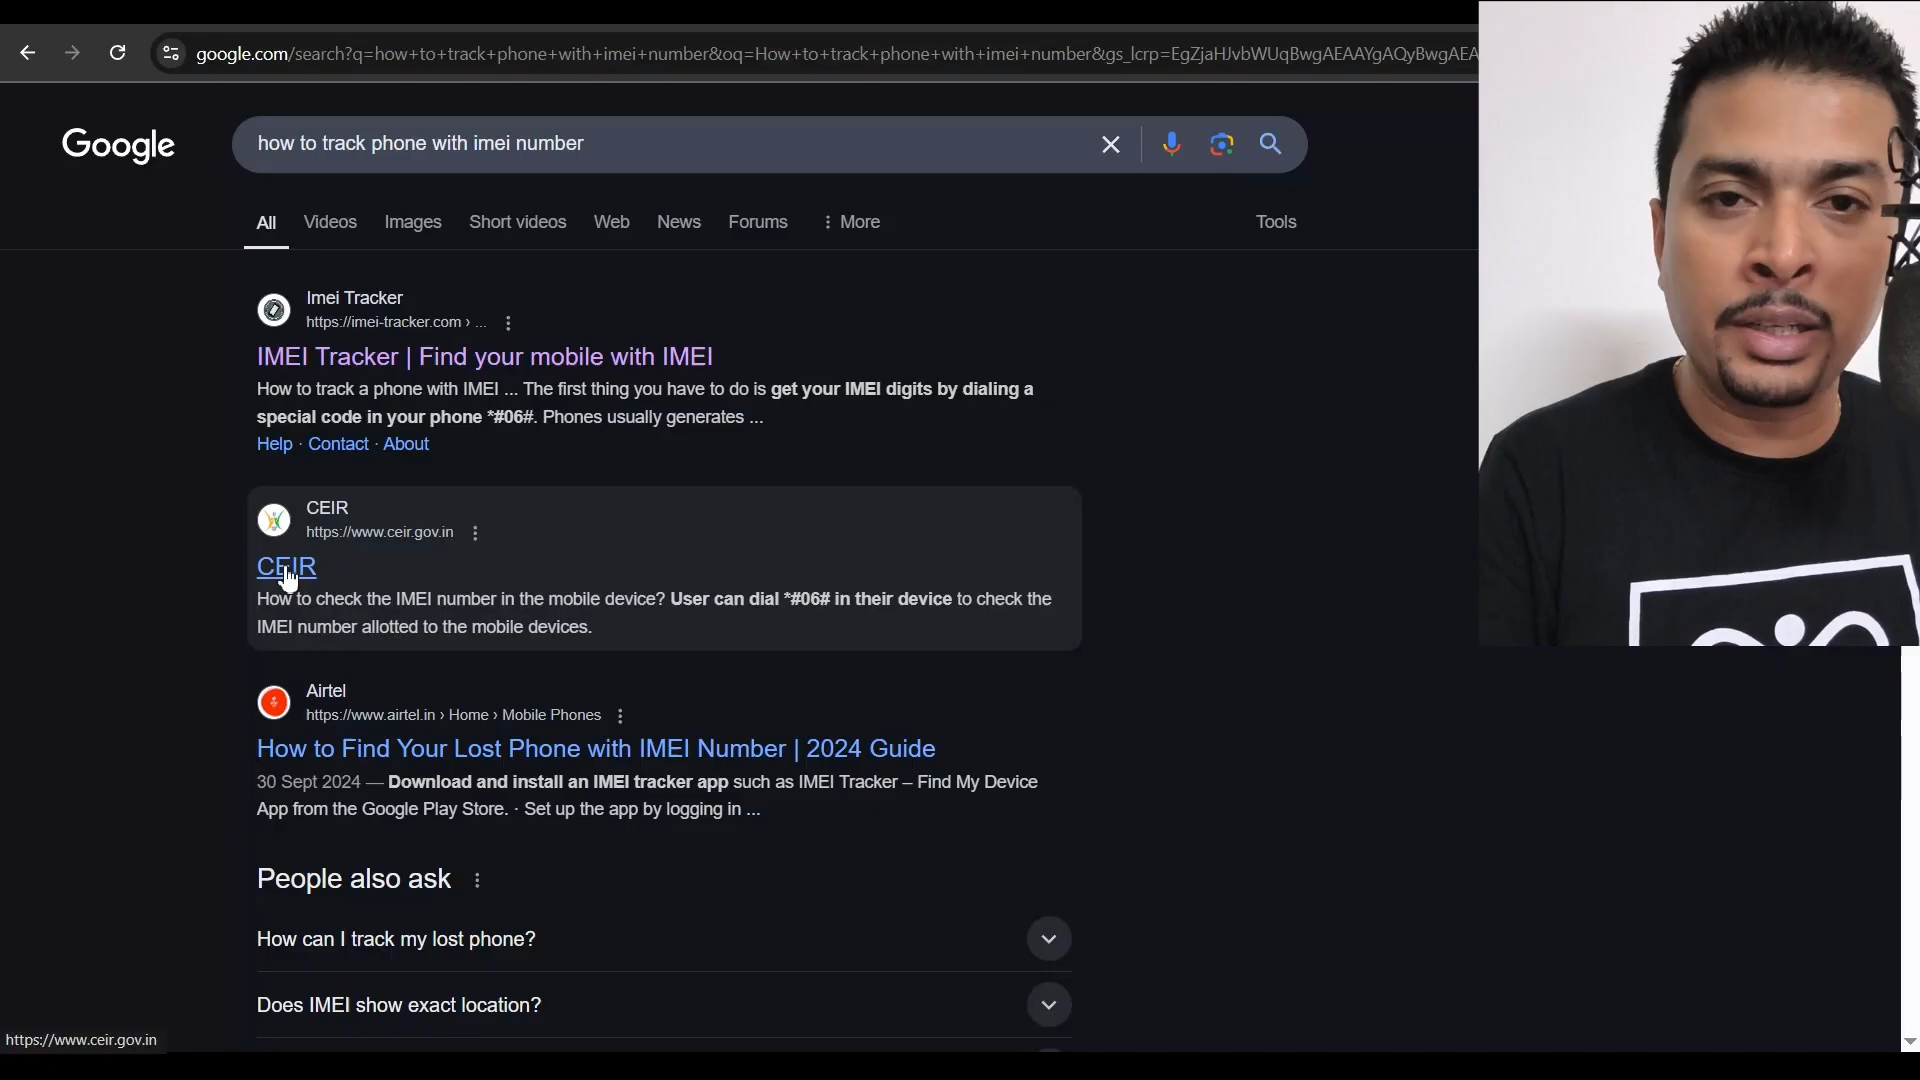 google.com/search?q=how+to+track+phone+with+imei+number&oq=How+to+track+phone+with+imei+number&gs_lcrp=EgZjaHJvbWUqBwgAEAAYgAQyBwgAEA
Google
how to track phone with imei number
All Videos Images Short videos Web News Forums More Tools
Imei Tracker
https://imei-tracker.com › ...
IMEI Tracker | Find your mobile with IMEI
How to track a phone with IMEI ... The first thing you have to do is get your IMEI digits by dialing a
special code in your phone *#06#. Phones usually generates ...
Help · Contact · About
CEIR
https://www.ceir.gov.in
CEIR
How to check the IMEI number in the mobile device? User can dial *#06# in their device to check the
IMEI number allotted to the mobile devices.
Airtel
https://www.airtel.in › Home › Mobile Phones
How to Find Your Lost Phone with IMEI Number | 2024 Guide
30 Sept 2024 — Download and install an IMEI tracker app such as IMEI Tracker – Find My Device
App from the Google Play Store. · Set up the app by logging in ...
People also ask
How can I track my lost phone?
Does IMEI show exact location?
https://www.ceir.gov.in